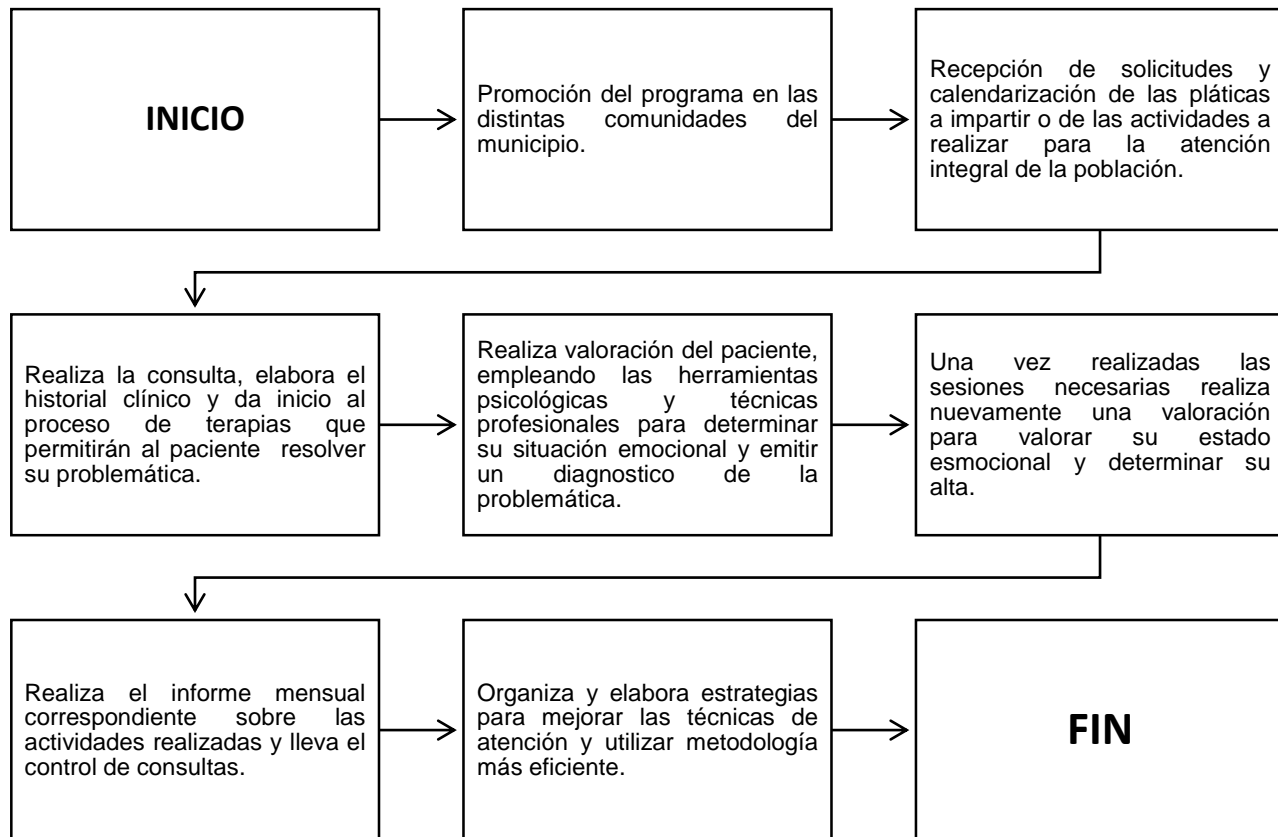 INICIO
Promoción del programa en las
distintas comunidades del
municipio.
Recepción de solicitudes y
calendarización de las pláticas
a impartir o de las actividades a
realizar para la atención
integral de la población.
Realiza la consulta, elabora el
historial clínico y da inicio al
proceso de terapias que
permitirán al paciente resolver
su problemática.
Realiza valoración del paciente,
empleando las herramientas
psicológicas y técnicas
profesionales para determinar
su situación emocional y emitir
un diagnostico de la
problemática.
Una vez realizadas las
sesiones necesarias realiza
nuevamente una valoración
para valorar su estado
esmocional y determinar su
alta.
Realiza el informe mensual
correspondiente sobre las
actividades realizadas y lleva el
control de consultas.
Organiza y elabora estrategias
para mejorar las técnicas de
atención y utilizar metodología
más eficiente.
FIN